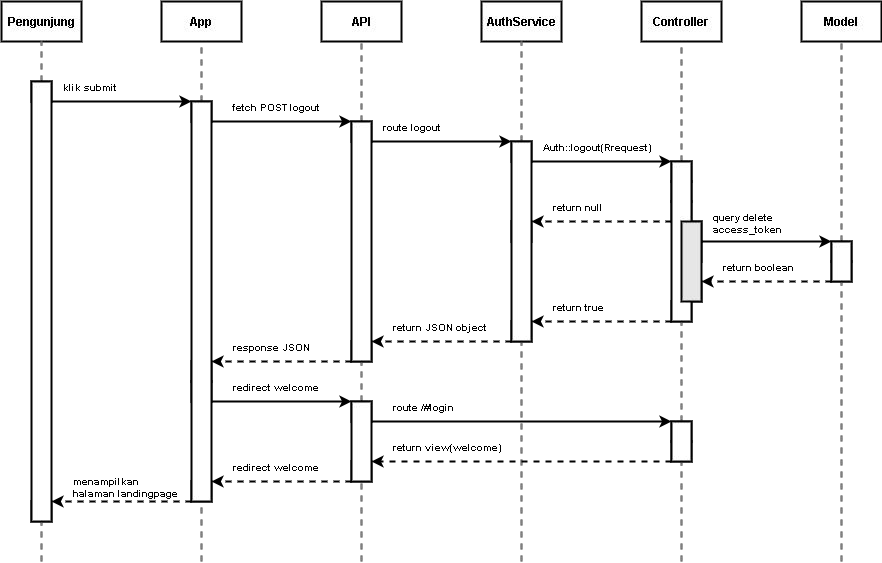 Pengunjung
App
API
AuthService
Controller
Model
klik submit
fetch POST logout
route logout
Auth::logout(Rrequest)
return null
query delete
access_token
return boolean
return true
return JSON object
response JSON
redirect welcome
route /#login
return view(welcome)
redirect welcome
menampilkan
halaman landingpage